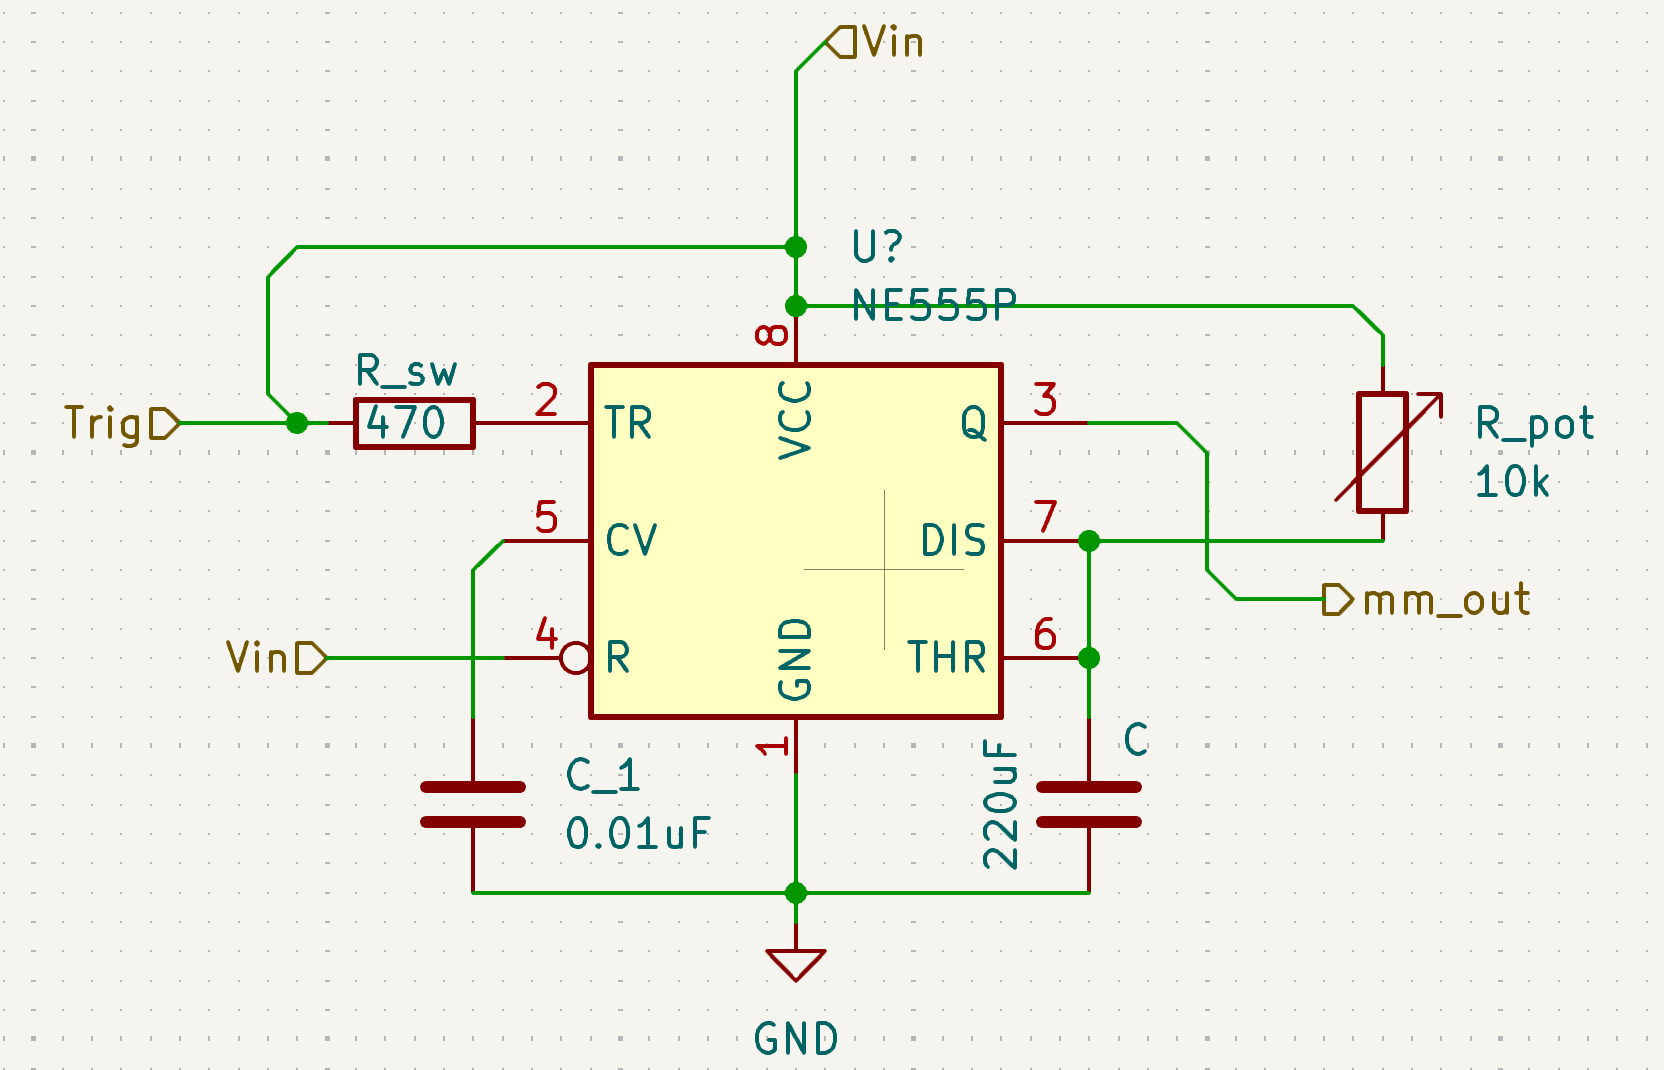 Vin
U?
NE555P
8
R_sw
Trig
470
2
TR
VCC
Q
3
R_pot
10k
5
CV
DIS
7
mm_out
Vin
4
R
GND
THR
6
1
C_1
0.01uF
220uF
C
GND